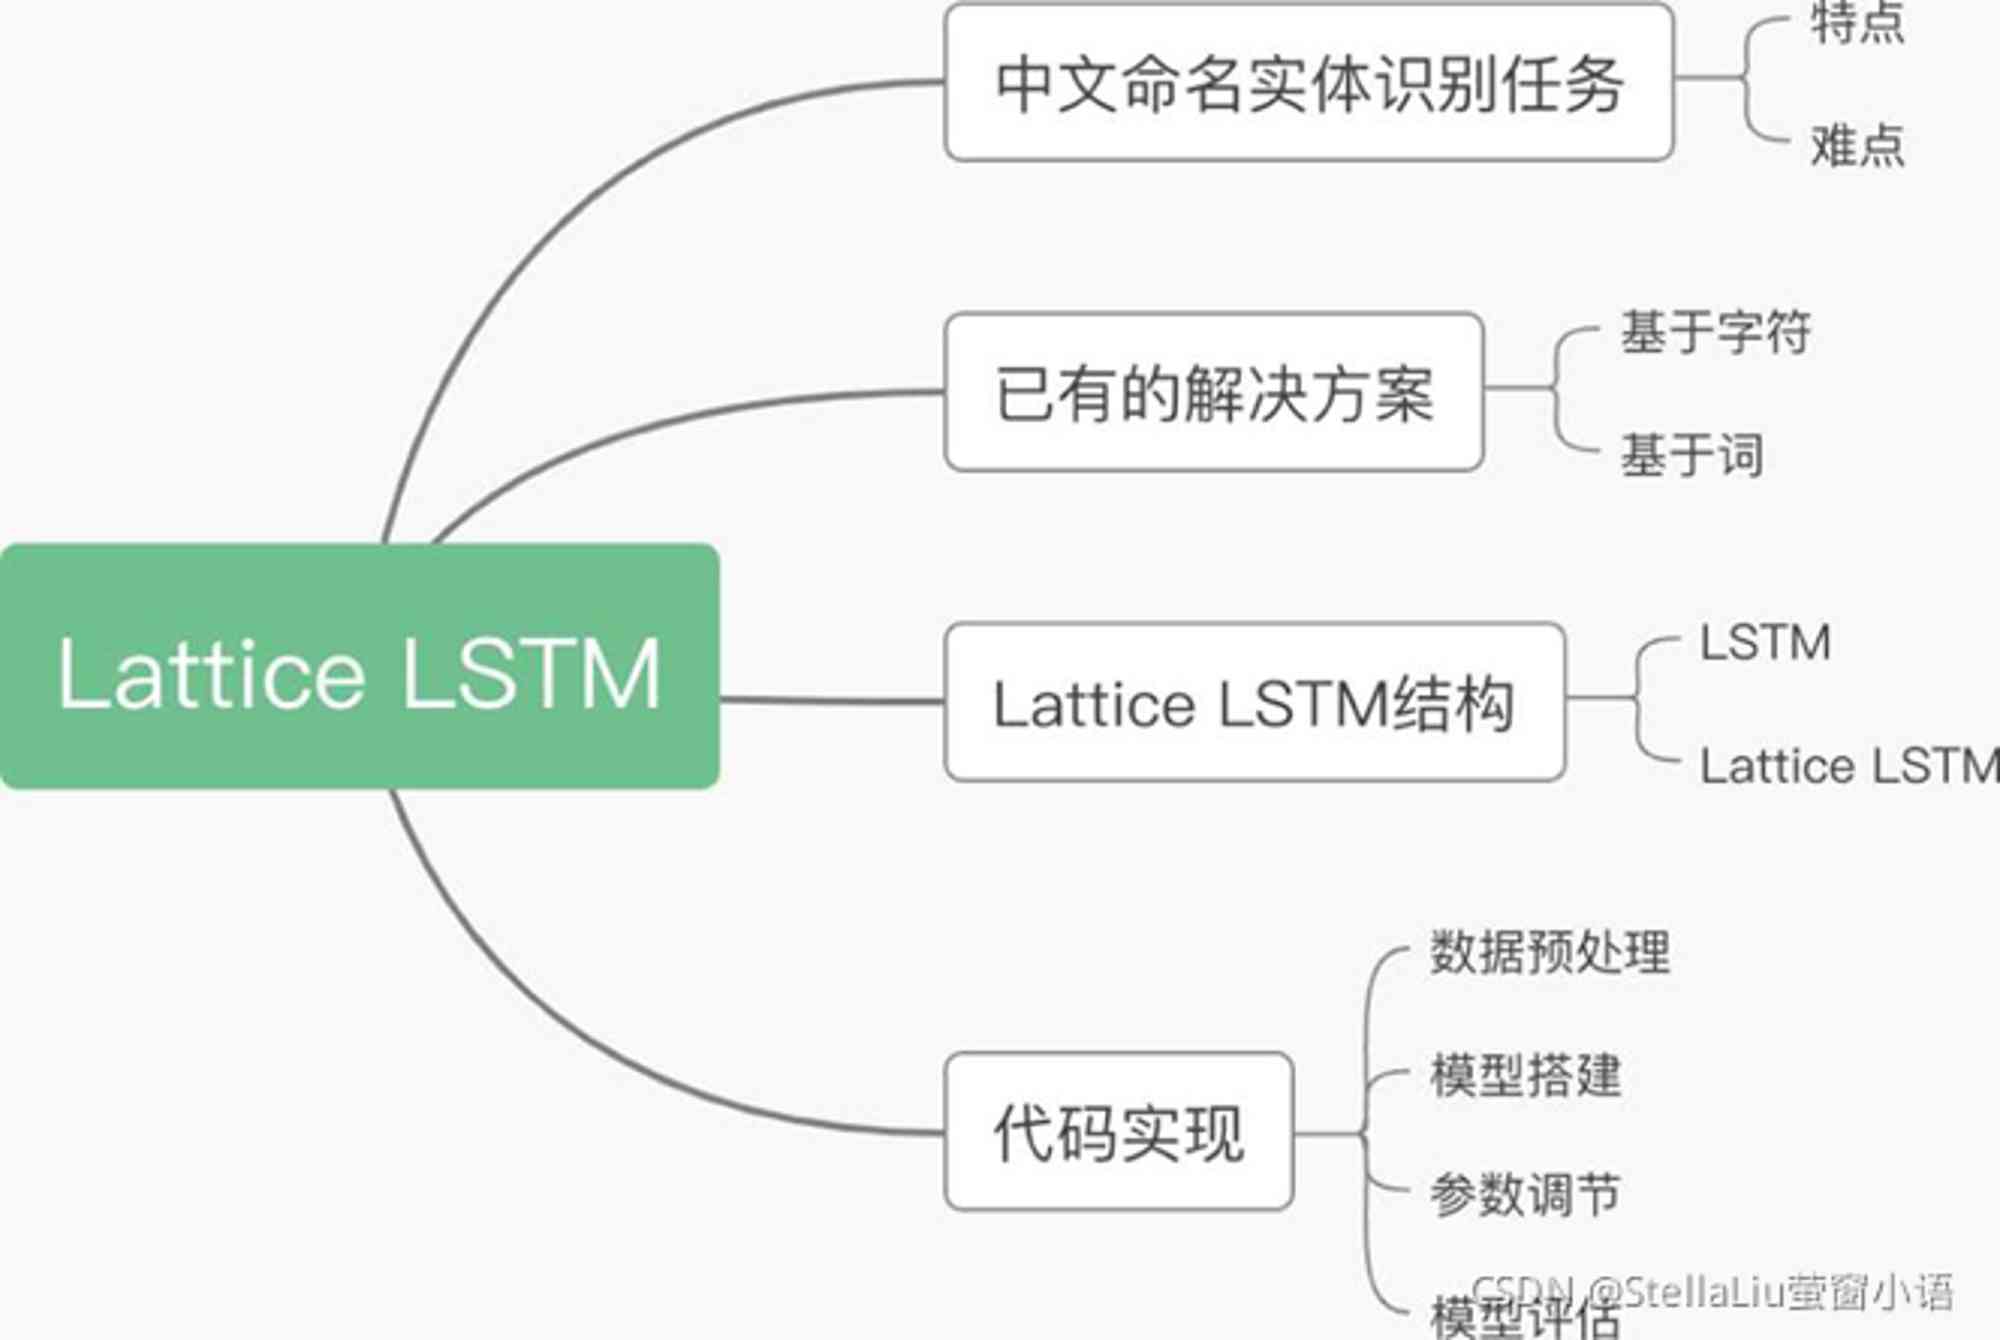 Lattice LSTM
中文命名实体识别任务
特点
难点
已有的解决方案
基于字符
基于词
Lattice LSTM结构
LSTM
Lattice LSTM
代码实现
数据预处理
模型搭建
参数调节
模型评估
CSDN @StellaLiu萤窗小语